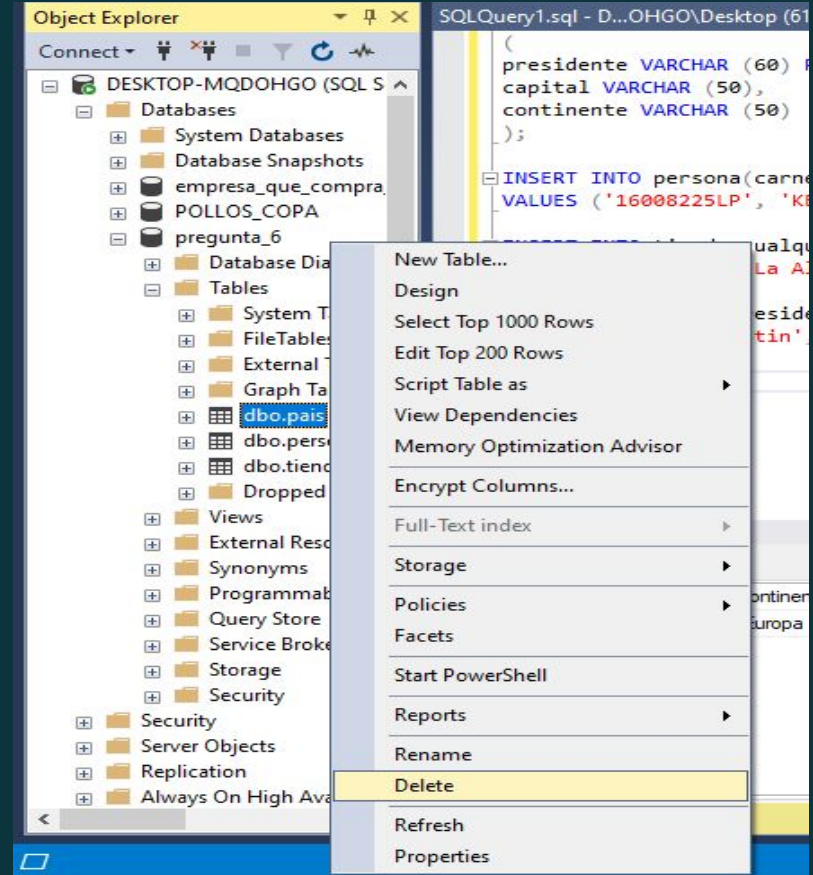 Object Explorer
Connect
DESKTOP-MQDOHGO (SQL S
Databases
System Databases
Database Snapshots
empresa_que_compra_
POLLOS_COPA
pregunta_6
Database Dia
Tables
System T
FileTables
External T
Graph Ta
dbo.pais
dbo.perso
dbo.tiend
Dropped
Views
External Reso
Synonyms
Programmab
Query Store
Service Broke
Storage
Security
Security
Server Objects
Replication
Always On High Ava
SQLQuery1.sql - D...OHGO\Desktop (61
(
presidente VARCHAR (60) P
capital VARCHAR (50),
continente VARCHAR (50)
);
INSERT INTO persona(carne
VALUES ('16008225LP', 'KE
ualqu
La Al
eside
tin',
ontinen
Europa
New Table...
Design
Select Top 1000 Rows
Edit Top 200 Rows
Script Table as
View Dependencies
Memory Optimization Advisor
Encrypt Columns...
Full-Text index
Storage
Policies
Facets
Start PowerShell
Reports
Rename
Delete
Refresh
Properties